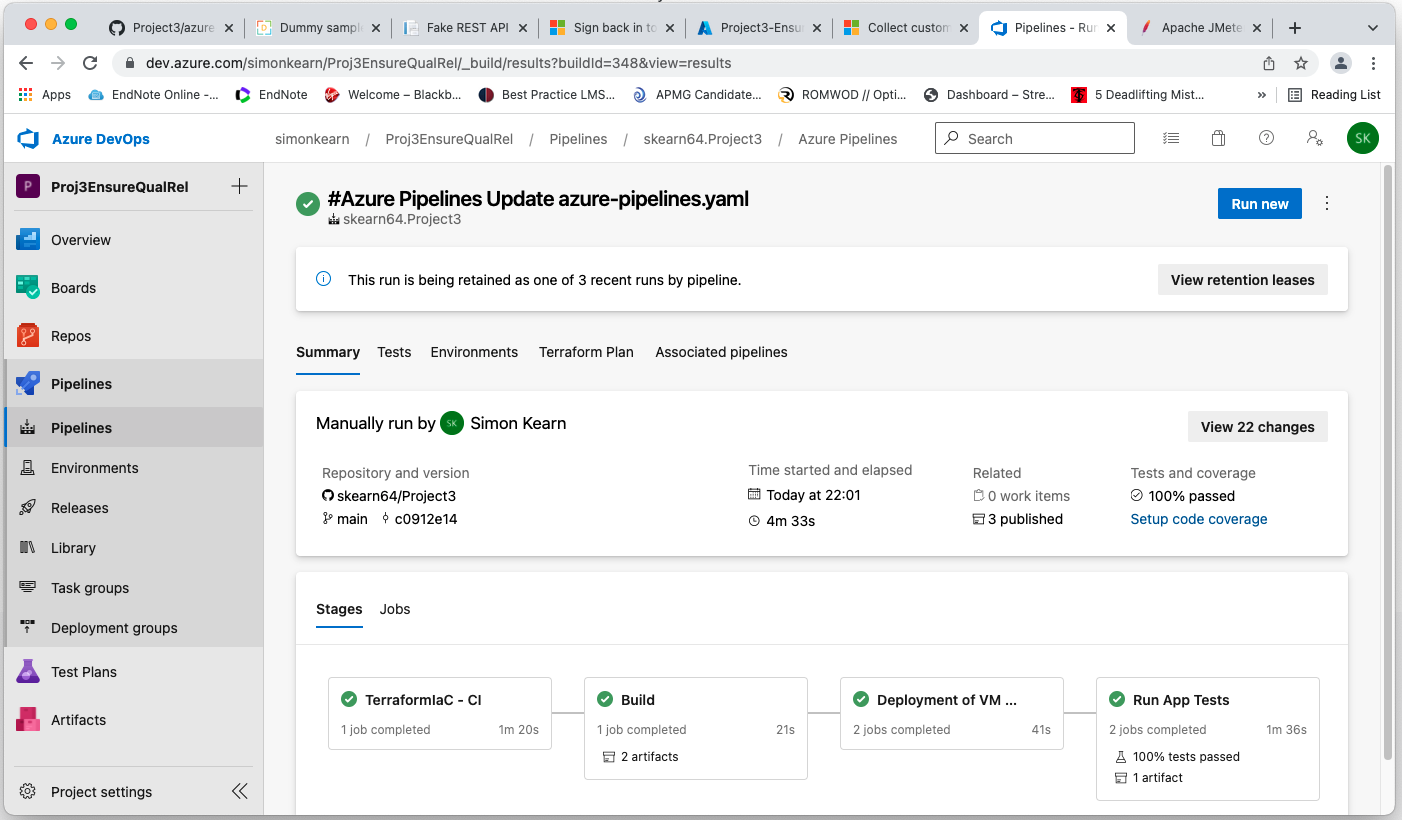 Project3/azure
Dummy sampl
Fake REST API
Sign back in to
Project3-Ensu
Collect custom
Pipelines - Run
Apache JMete
dev.azure.com/simonkearn/Proj3EnsureQualRel/_build/results?buildId=348&view=results
Apps
EndNote Online -...
EndNote
Welcome – Blackb...
Best Practice LMS...
APMG Candidate...
ROMWOD // Opti...
Dashboard – Stre...
5 Deadlifting Mist...
»
Reading List
Azure DevOps
simonkearn / Proj3EnsureQualRel / Pipelines / skearn64.Project3 / Azure Pipelines
Search
SK
P Proj3EnsureQualRel
Overview
Boards
Repos
Pipelines
Pipelines
Environments
Releases
Library
Task groups
Deployment groups
Test Plans
Artifacts
Project settings
#Azure Pipelines Update azure-pipelines.yaml
skearn64.Project3
Run new
This run is being retained as one of 3 recent runs by pipeline.
View retention leases
Summary Tests Environments Terraform Plan Associated pipelines
Manually run by SK Simon Kearn
View 22 changes
Repository and version
skearn64/Project3
main c0912e14
Time started and elapsed
Today at 22:01
4m 33s
Related
0 work items
3 published
Tests and coverage
100% passed
Setup code coverage
Stages Jobs
TerraformIaC - CI
1 job completed 1m 20s
Build
1 job completed 21s
2 artifacts
Deployment of VM ...
2 jobs completed 41s
Run App Tests
2 jobs completed 1m 36s
100% tests passed
1 artifact